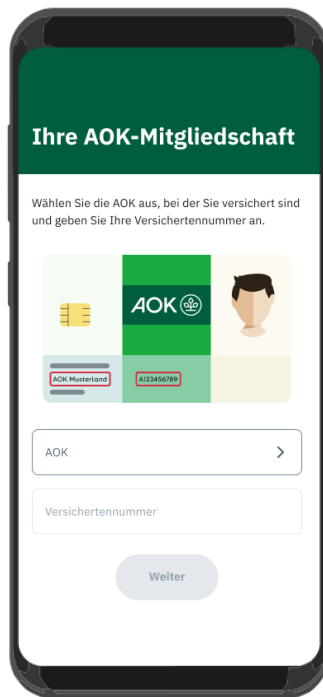 Ihre AOK-Mitgliedschaft
Wählen Sie die AOK aus, bei der Sie versichert sind
und geben Sie Ihre Versichertennummer an.
AOK
AOK Musterland
A123456789
AOK
Versichertennummer
Weiter